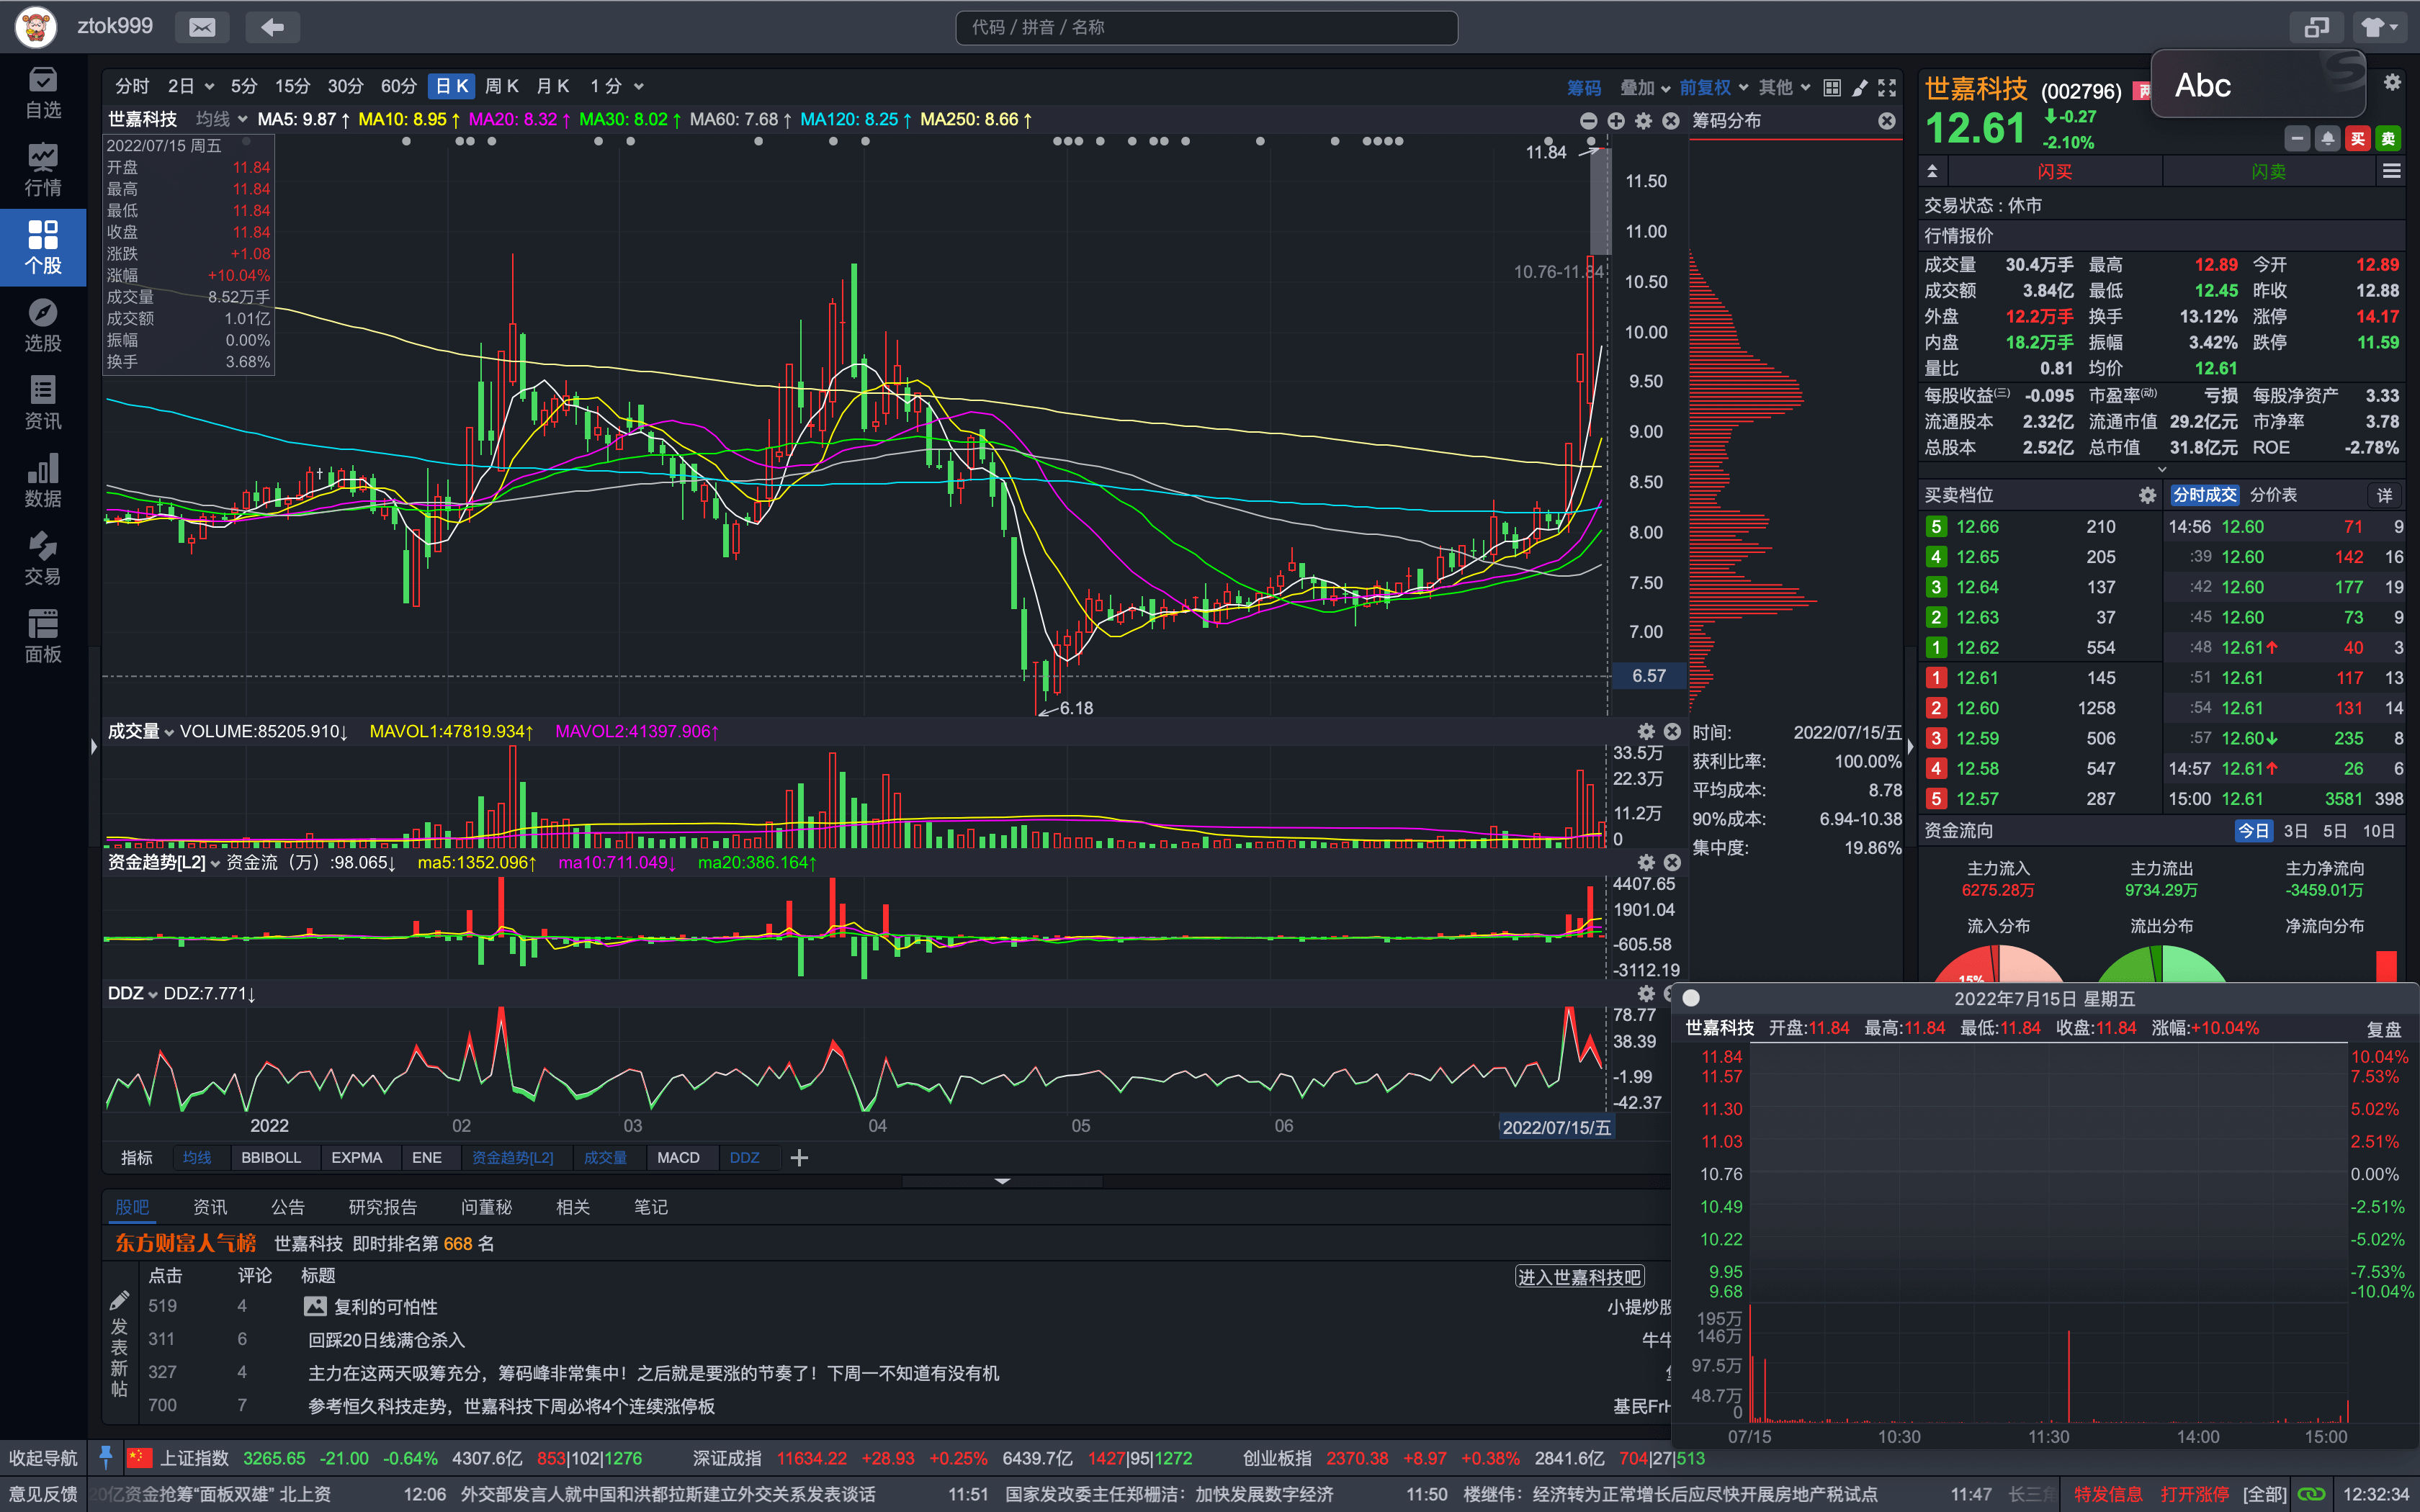 ztok999
代码 / 拼音 / 名称
Abc
自选
行情
个股
选股
资讯
数据
交易
面板
分时 2日 5分 15分 30分 60分 日K 周K 月K 1分
筹码 叠加 前复权 其他
世嘉科技 均线 MA5: 9.87↑ MA10: 8.95↑ MA20: 8.32↑ MA30: 8.02↑ MA60: 7.68↑ MA120: 8.25↑ MA250: 8.66↑
2022/07/15 周五
开盘 11.84
最高 11.84
最低 11.84
收盘 11.84
涨跌 +1.08
涨幅 +10.04%
成交量 8.52万手
成交额 1.01亿
振幅 0.00%
换手 3.68%
11.84
10.76-11.84
6.18
11.50
11.00
10.50
10.00
9.50
9.00
8.50
8.00
7.50
7.00
6.57
筹码分布
时间: 2022/07/15/五
获利比率: 100.00%
平均成本: 8.78
90%成本: 6.94-10.38
集中度: 19.86%
成交量 VOLUME:85205.910↓ MAVOL1:47819.934↑ MAVOL2:41397.906↑
33.5万
22.3万
11.2万
0
资金趋势[L2] 资金流（万）:98.065↓ ma5:1352.096↑ ma10:711.049↓ ma20:386.164↑
4407.65
1901.04
-605.58
-3112.19
DDZ DDZ:7.771↓
78.77
38.39
-1.99
-42.37
2022 02 03 04 05 06 2022/07/15/五
指标 均线 BBIBOLL EXPMA ENE 资金趋势[L2] 成交量 MACD DDZ
股吧 资讯 公告 研究报告 问董秘 相关 笔记
东方财富人气榜 世嘉科技 即时排名第 668 名
点击 评论 标题 进入世嘉科技吧
519 4 复利的可怕性 小提炒股
311 6 回踩20日线满仓杀入 牛牛
327 4 主力在这两天吸筹充分，筹码峰非常集中！之后就是要涨的节奏了！下周一不知道有没有机
700 7 参考恒久科技走势，世嘉科技下周必将4个连续涨停板 基民FrH
发表新帖
世嘉科技 (002796)
12.61 -0.27
-2.10%
买 卖
闪买 闪卖
交易状态：休市
行情报价
成交量 30.4万手 最高 12.89 今开 12.89
成交额 3.84亿 最低 12.45 昨收 12.88
外盘 12.2万手 换手 13.12% 涨停 14.17
内盘 18.2万手 振幅 3.42% 跌停 11.59
量比 0.81 均价 12.61
每股收益(三) -0.095 市盈率(动) 亏损 每股净资产 3.33
流通股本 2.32亿 流通市值 29.2亿元 市净率 3.78
总股本 2.52亿 总市值 31.8亿元 ROE -2.78%
买卖档位 分时成交 分价表 详
5 12.66 210 14:56 12.60 71 9
4 12.65 205 :39 12.60 142 16
3 12.64 137 :42 12.60 177 19
2 12.63 37 :45 12.60 73 9
1 12.62 554 :48 12.61↑ 40 3
1 12.61 145 :51 12.61 117 13
2 12.60 1258 :54 12.61 131 14
3 12.59 506 :57 12.60↓ 235 8
4 12.58 547 14:57 12.61↑ 26 6
5 12.57 287 15:00 12.61 3581 398
资金流向 今日 3日 5日 10日
主力流入 主力流出 主力净流向
6275.28万 9734.29万 -3459.01万
流入分布 流出分布 净流向分布
15%
2022年7月15日 星期五
世嘉科技 开盘:11.84 最高:11.84 最低:11.84 收盘:11.84 涨幅:+10.04% 复盘
11.84 10.04%
11.57 7.53%
11.30 5.02%
11.03 2.51%
10.76 0.00%
10.49 -2.51%
10.22 -5.02%
9.95 -7.53%
9.68 -10.04%
195万
146万
97.5万
48.7万
0
07/15 10:30 11:30 14:00 15:00
收起导航 上证指数 3265.65 -21.00 -0.64% 4307.6亿 853|102|1276 深证成指 11634.22 +28.93 +0.25% 6439.7亿 1427|95|1272 创业板指 2370.38 +8.97 +0.38% 2841.6亿 704|27|513
意见反馈 20亿资金抢筹“面板双雄” 北上资 12:06 外交部发言人就中国和洪都拉斯建立外交关系发表谈话 11:51 国家发改委主任郑栅洁：加快发展数字经济 11:50 楼继伟：经济转为正常增长后应尽快开展房地产税试点 11:47 长三角 特发信息 打开涨停 [全部] 12:32:34